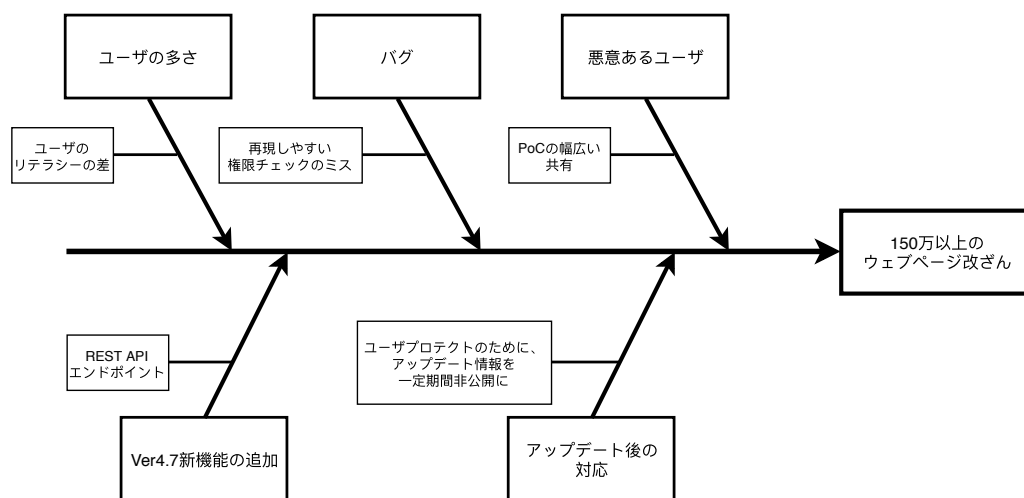 ユーザの多さ
バグ
悪意あるユーザ
ユーザの
リテラシーの差
再現しやすい
権限チェックのミス
PoCの幅広い
共有
150万以上の
ウェブページ改ざん
REST API
エンドポイント
ユーザプロテクトのために、
アップデート情報を
一定期間非公開に
Ver4.7新機能の追加
アップデート後の
対応